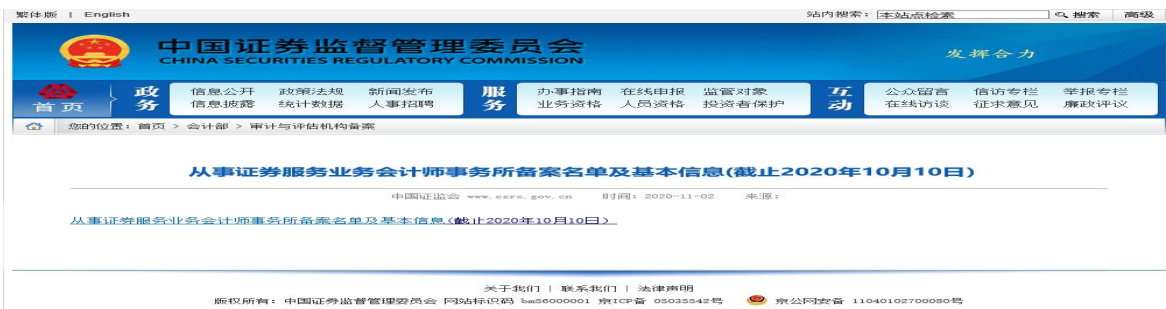 繁体版 | English 站内搜索: 本站点检索 搜索 高级
中国证券监督管理委员会
CHINA SECURITIES REGULATORY COMMISSION
发挥合力
首页 政务 信息公开 政策法规 新闻发布 服务 办事指南 在线申报 监管对象 互动 公众留言 信访专栏 举报专栏
信息披露 统计数据 人事招聘 业务资格 人员资格 投资者保护 在线访谈 征求意见 廉政评议
您的位置: 首页 > 会计部 > 审计与评估机构备案
从事证券服务业务会计师事务所备案名单及基本信息(截止2020年10月10日)
中国证监会 www.csrc.gov.cn 时间: 2020-11-02 来源:
从事证券服务业务会计师事务所备案名单及基本信息(截止2020年10月10日)
关于我们 | 联系我们 | 法律声明
版权所有: 中国证券监督管理委员会 网站标识码 bm56000001 京ICP备 05035542号 京公网安备 11040102700080号